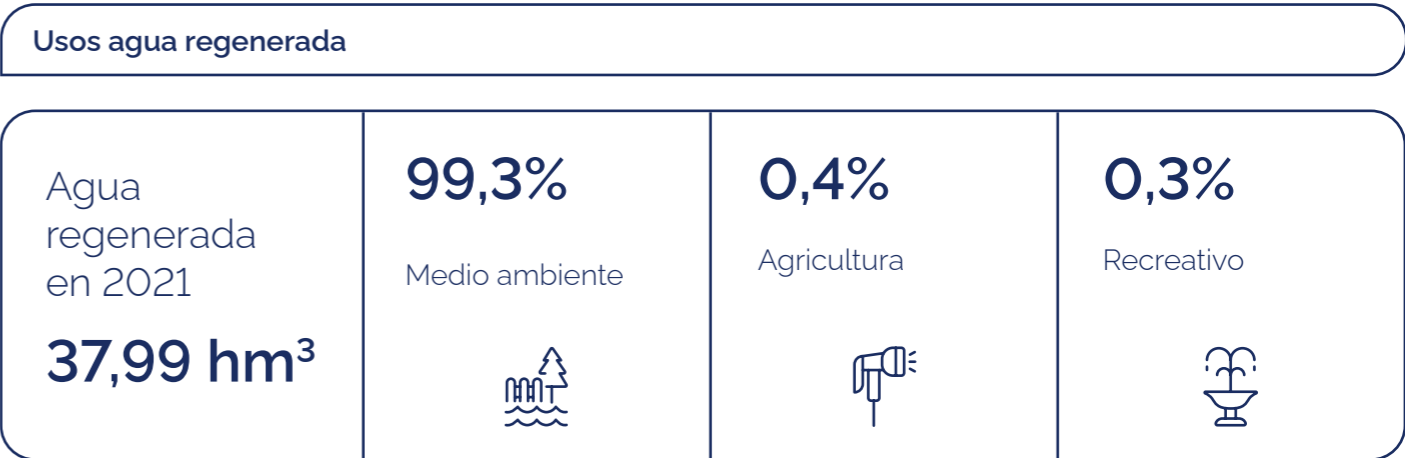 Usos agua regenerada
Agua
regenerada
en 2021
37,99 hm³
99,3%
Medio ambiente
0,4%
Agricultura
0,3%
Recreativo